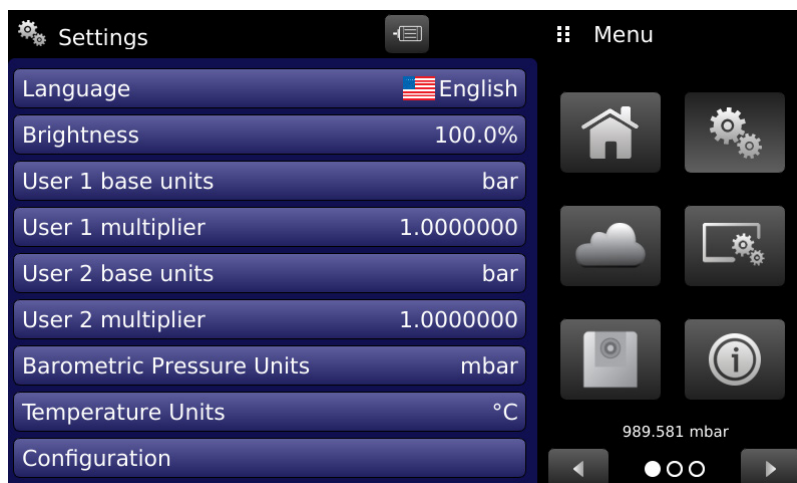 Settings
Menu
Language English
Brightness 100.0%
User 1 base units bar
User 1 multiplier 1.0000000
User 2 base units bar
User 2 multiplier 1.0000000
Barometric Pressure Units mbar
Temperature Units °C
Configuration
989.581 mbar